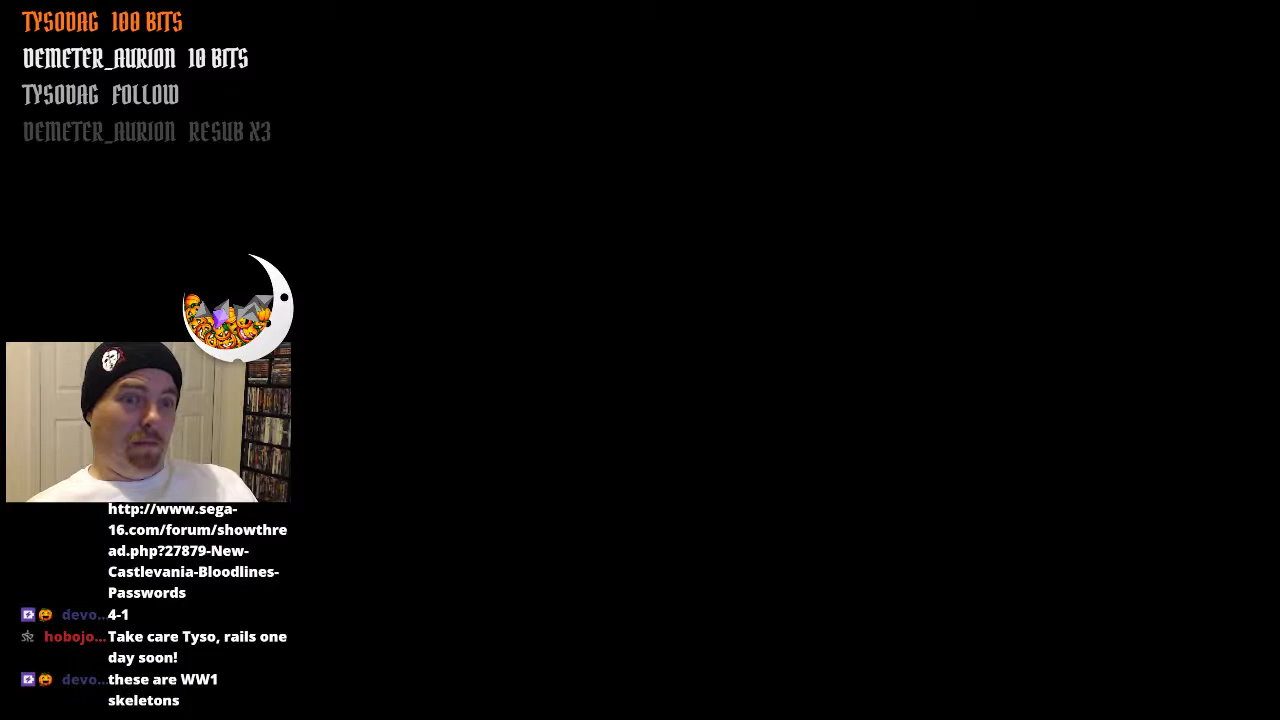 TYSODAC 100 BITS
DEMETER_AURION 10 BITS
TYSODAC FOLLOW
DEMETER_AURION RESUB X3
http://www.sega-
16.com/forum/showthre
ad.php?27879-New-
Castlevania-Bloodlines-
Passwords
devo... 4-1
hobojo... Take care Tyso, rails one
day soon!
devo... these are WW1
skeletons